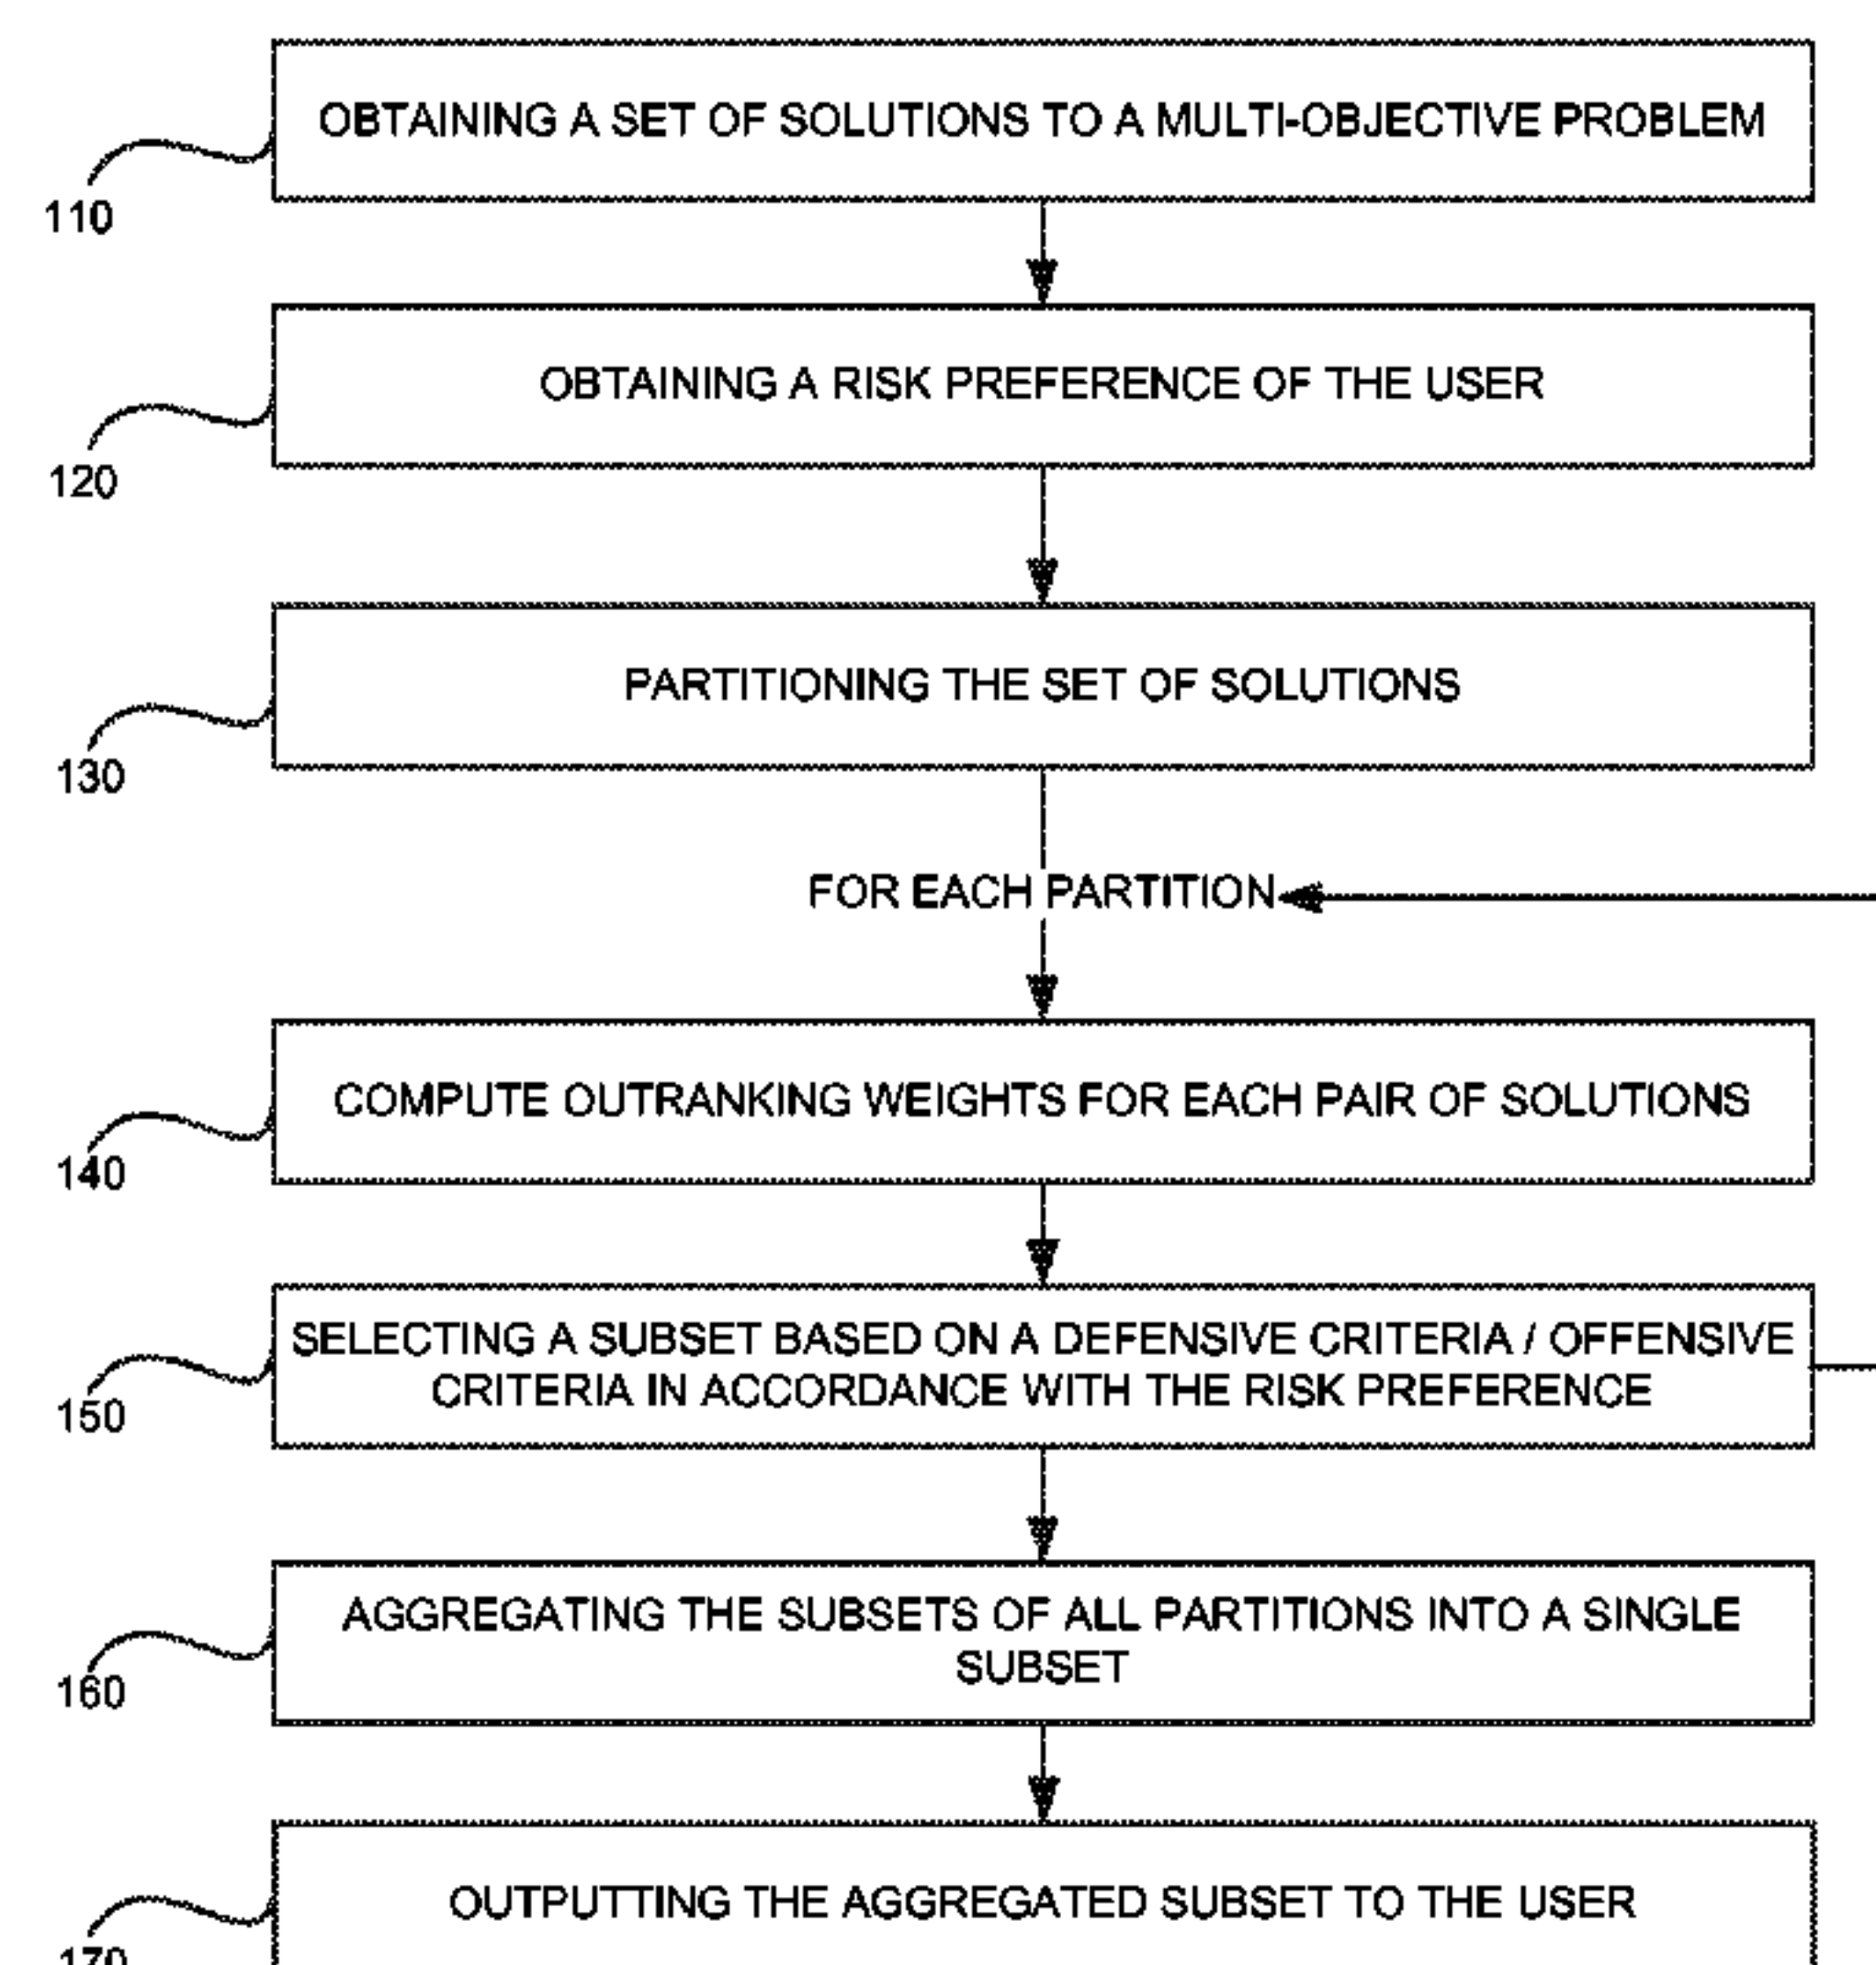 OBTAINING A SET OF SOLUTIONS TO A MULTI-OBJECTIVE PROBLEM
110
OBTAINING A RISK PREFERENCE OF THE USER
120
PARTITIONING THE SET OF SOLUTIONS
130
FOR EACH PARTITION
COMPUTE OUTRANKING WEIGHTS FOR EACH PAIR OF SOLUTIONS
140
SELECTING A SUBSET BASED ON A DEFENSIVE CRITERIA / OFFENSIVE
CRITERIA IN ACCORDANCE WITH THE RISK PREFERENCE
150
AGGREGATING THE SUBSETS OF ALL PARTITIONS INTO A SINGLE
SUBSET
160
OUTPUTTING THE AGGREGATED SUBSET TO THE USER
170